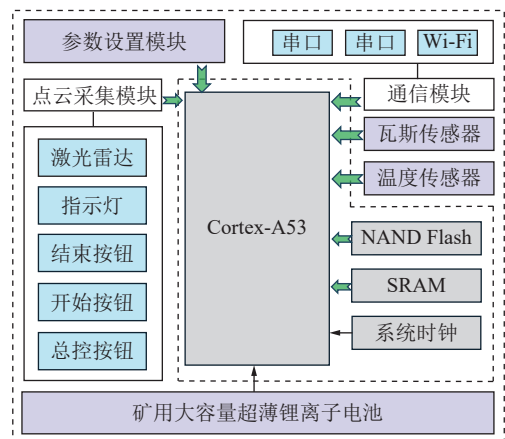 参数设置模块
串口
串口
Wi-Fi
点云采集模块
通信模块
激光雷达
指示灯
结束按钮
开始按钮
总控按钮
Cortex-A53
瓦斯传感器
温度传感器
NAND Flash
SRAM
系统时钟
矿用大容量超薄锂离子电池